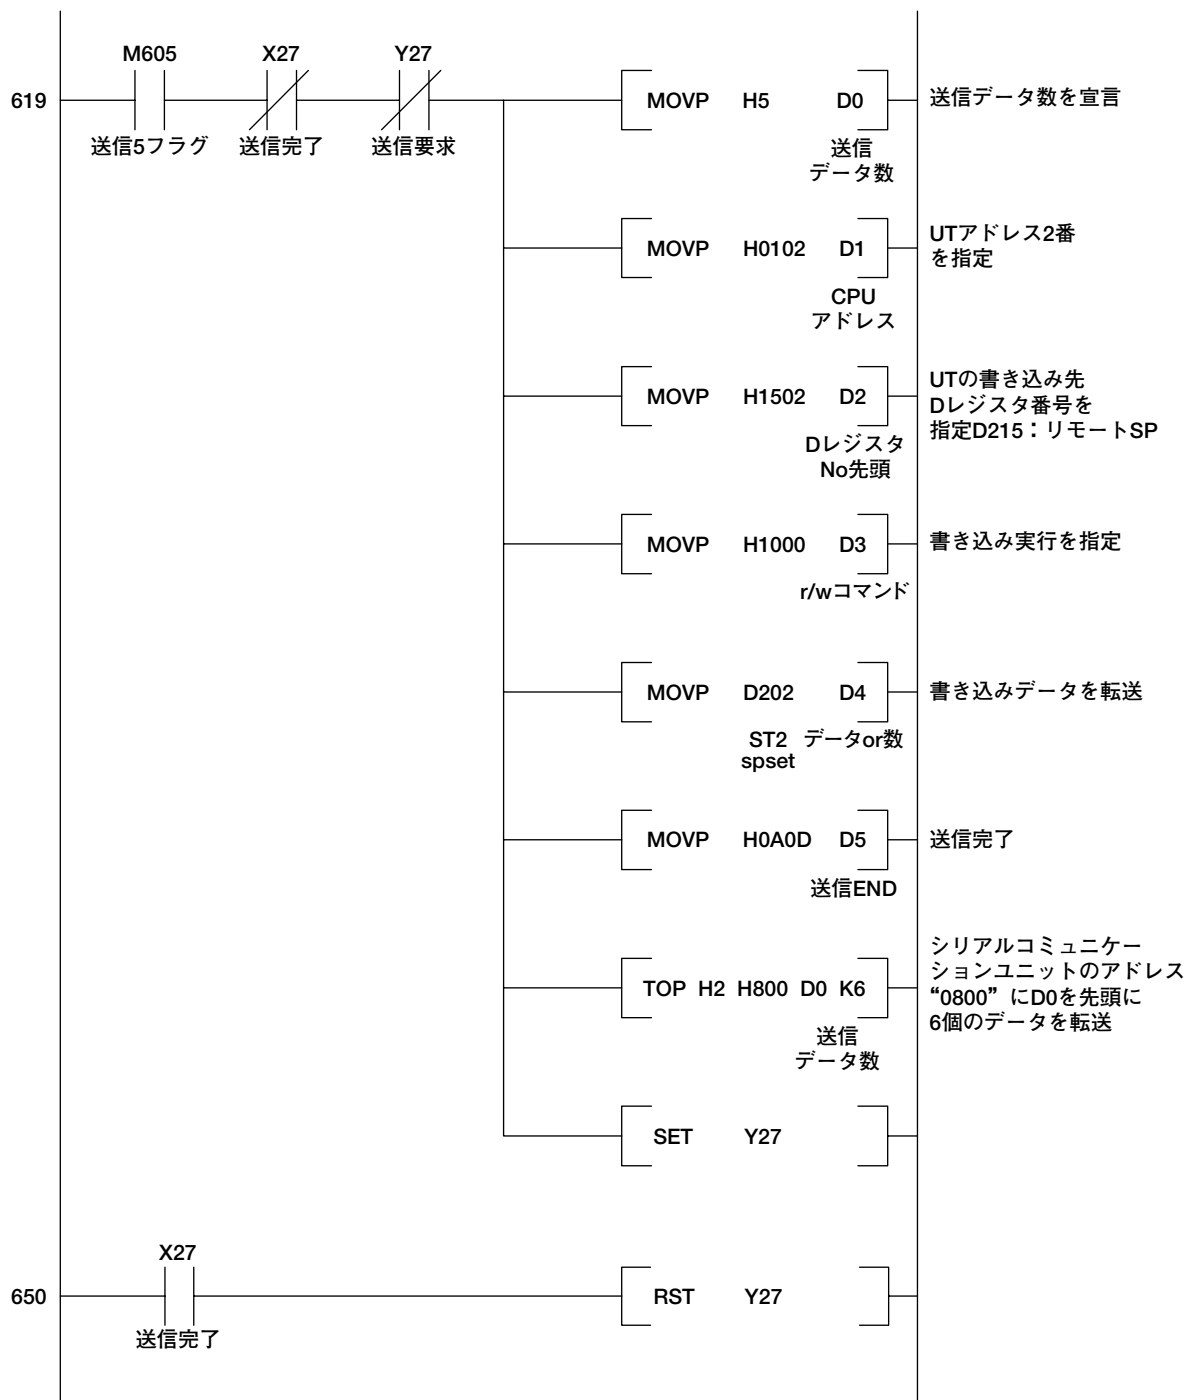 M605 X27 Y27
619 MOVP H5 D0 送信データ数を宣言
送信5フラグ 送信完了 送信要求 送信
データ数
MOVP H0102 D1 UTアドレス2番
を指定
CPU
アドレス
MOVP H1502 D2 UTの書き込み先
Dレジスタ番号を
指定D215：リモートSP
Dレジスタ
No先頭
MOVP H1000 D3 書き込み実行を指定
r/wコマンド
MOVP D202 D4 書き込みデータを転送
ST2 データor数
spset
MOVP H0A0D D5 送信完了
送信END
TOP H2 H800 D0 K6 シリアルコミュニケー
ションユニットのアドレス
“0800”にD0を先頭に
6個のデータを転送
送信
データ数
SET Y27
X27
650 RST Y27
送信完了